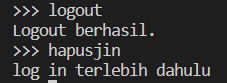 >>> logout
Logout berhasil.
>>> hapusjin
log in terlebih dahulu